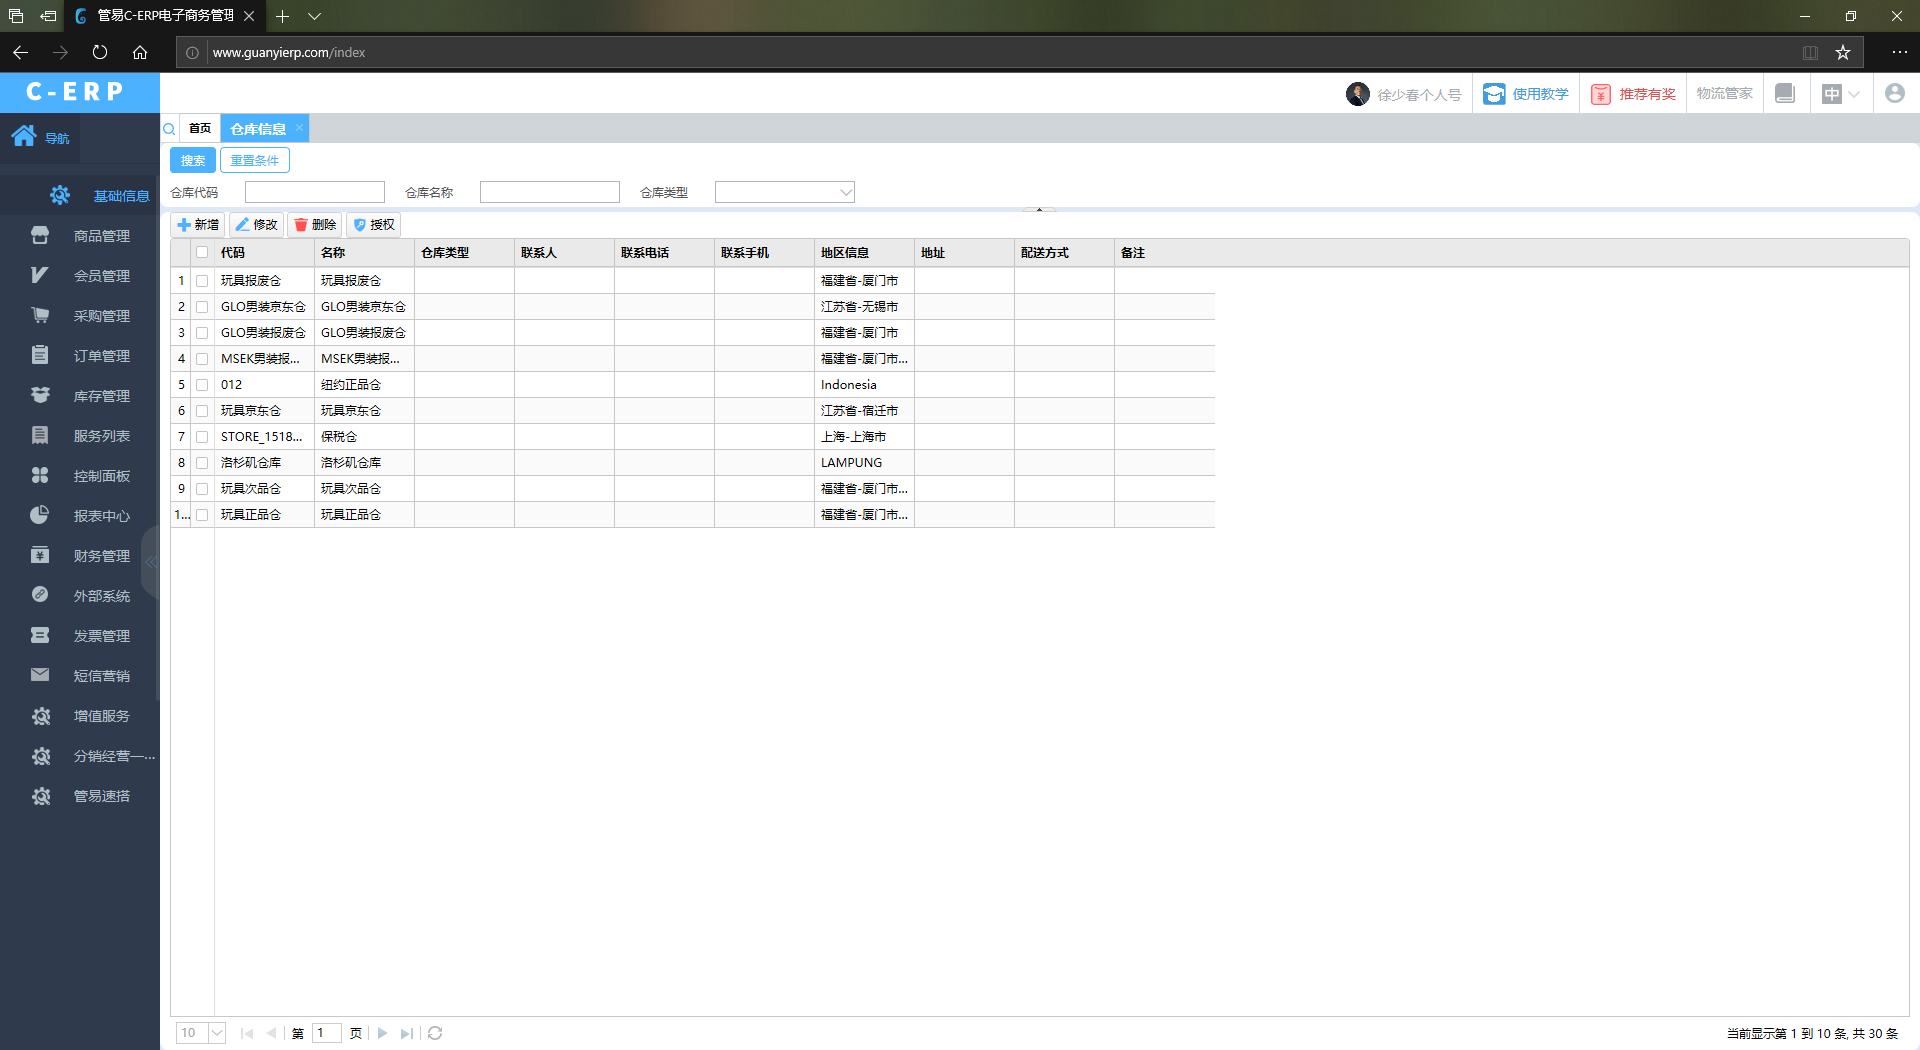 管易C-ERP电子商务管理
www.guanyierp.com/index
C-ERP
徐少春个人号 使用教学 推荐有奖 物流管家 中
导航
首页 仓库信息
搜索 重置条件
仓库代码 仓库名称 仓库类型
新增 修改 删除 授权
代码 名称 仓库类型 联系人 联系电话 联系手机 地区信息 地址 配送方式 备注
1 玩具报废仓 玩具报废仓 福建省-厦门市
2 GLO男装京东仓 GLO男装京东仓 江苏省-无锡市
3 GLO男装报废仓 GLO男装报废仓 福建省-厦门市
4 MSEK男装报... MSEK男装报... 福建省-厦门市...
5 012 纽约正品仓 Indonesia
6 玩具京东仓 玩具京东仓 江苏省-宿迁市
7 STORE_1518... 保税仓 上海-上海市
8 洛杉矶仓库 洛杉矶仓库 LAMPUNG
9 玩具次品仓 玩具次品仓 福建省-厦门市...
1... 玩具正品仓 玩具正品仓 福建省-厦门市...
基础信息
商品管理
会员管理
采购管理
订单管理
库存管理
服务列表
控制面板
报表中心
财务管理
外部系统
发票管理
短信营销
增值服务
分销经营一...
管易速搭
10 第 1 页
当前显示第 1 到 10 条, 共 30 条